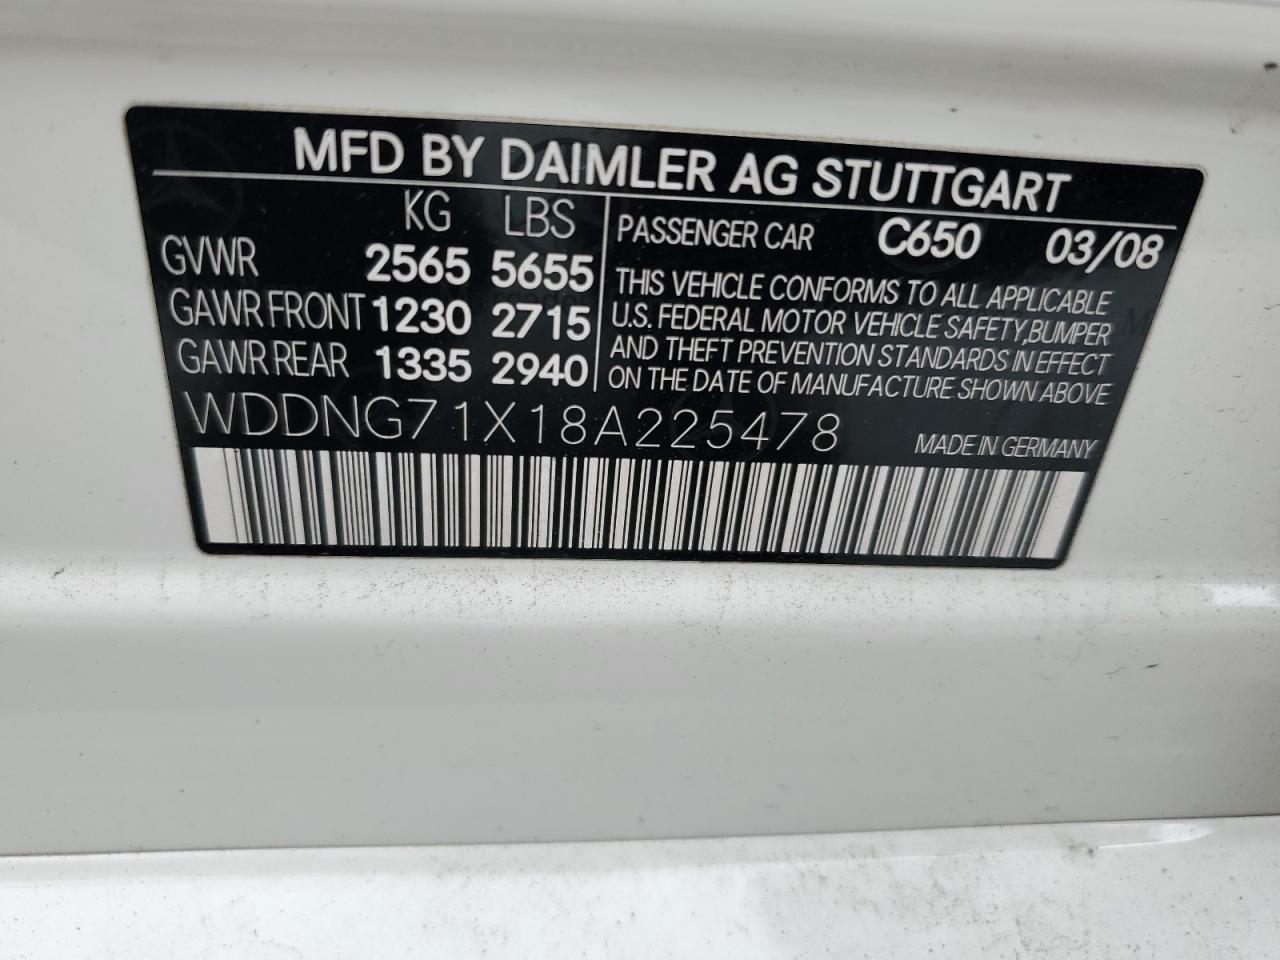 MFD BY DAIMLER AG STUTTGART
KG LBS
GVWR 2565 5655
GAWR FRONT 1230 2715
GAWR REAR 1335 2940
PASSENGER CAR C650 03/08
THIS VEHICLE CONFORMS TO ALL APPLICABLE
U.S. FEDERAL MOTOR VEHICLE SAFETY, BUMPER
AND THEFT PREVENTION STANDARDS IN EFFECT
ON THE DATE OF MANUFACTURE SHOWN ABOVE
WDDNG71X18A225478 MADE IN GERMANY